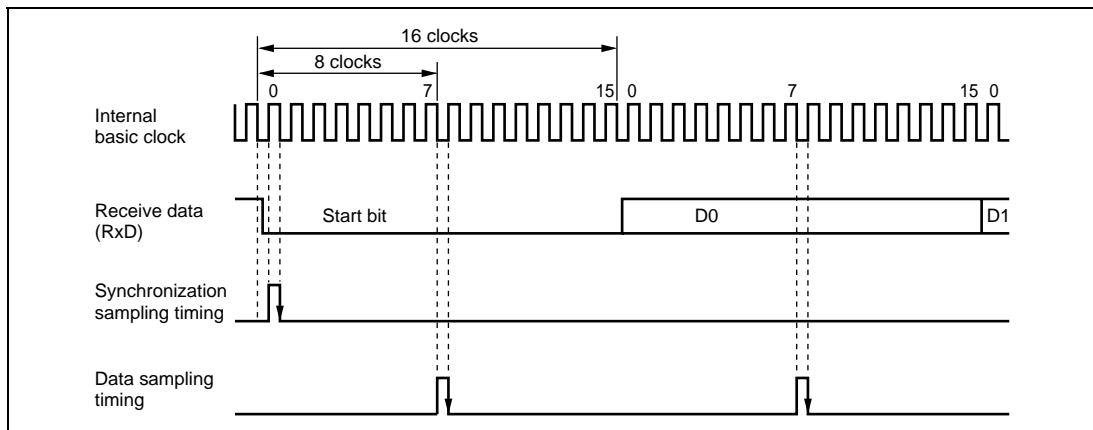 16 clocks
8 clocks
0 7 15 0 7 15 0
Internal
basic clock
Receive data
(RxD)
Start bit D0 D1
Synchronization
sampling timing
Data sampling
timing